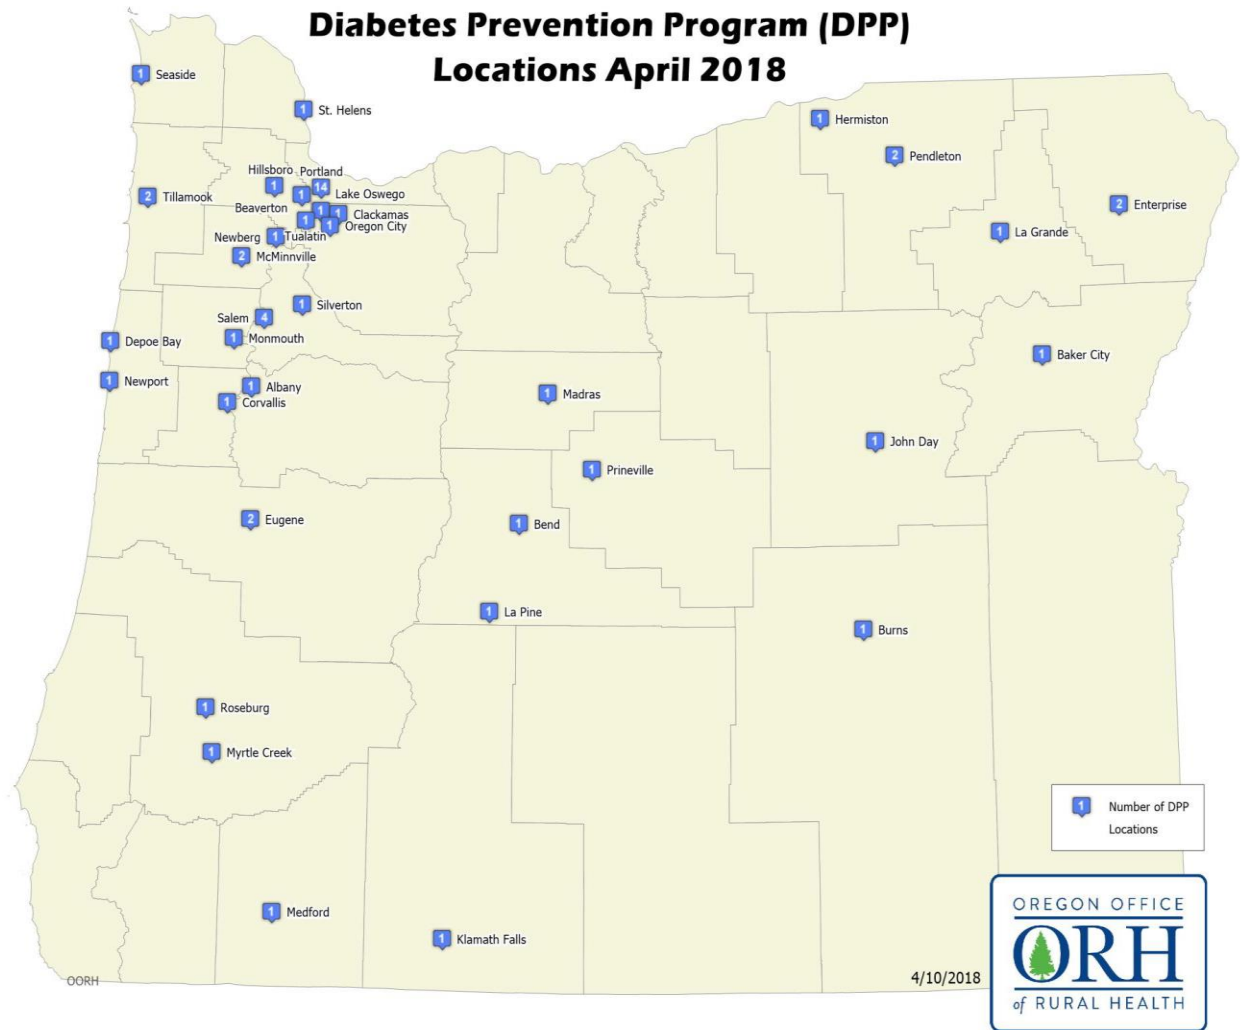 Diabetes Prevention Program (DPP)
Locations April 2018
1 Seaside
1 St. Helens
1 Hermiston
2 Pendleton
Hillsboro Portland
1 14
1 Lake Oswego
2 Tillamook
2 Enterprise
Beaverton 1 1 1 Clackamas
1 Oregon City
Newberg 1 Tualatin
1 La Grande
2 McMinnville
1 Silverton
Salem 4
1 Monmouth
1 Depoe Bay
1 Baker City
1 Newport
1 Albany
1 Corvallis
1 Madras
1 John Day
1 Prineville
2 Eugene
1 Bend
1 La Pine
1 Burns
1 Roseburg
1 Myrtle Creek
1 Number of DPP
Locations
1 Medford
1 Klamath Falls
OORH
4/10/2018
OREGON OFFICE
ORH
of RURAL HEALTH